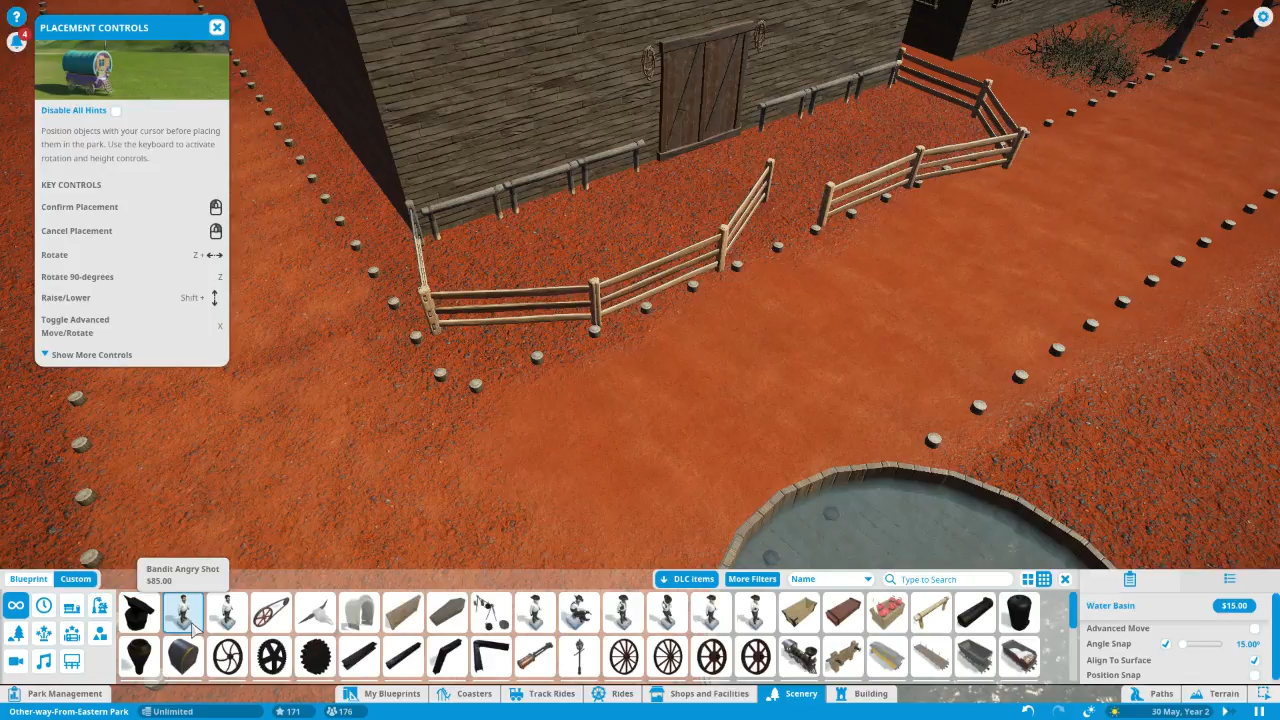 ?
4
PLACEMENT CONTROLS
Disable All Hints
Position objects with your cursor before placing
them in the park. Use the keyboard to activate
rotation and height controls.
KEY CONTROLS
Confirm Placement
Cancel Placement
Rotate Z +
Rotate 90-degrees Z
Raise/Lower Shift +
Toggle Advanced
Move/Rotate X
Show More Controls
Bandit Angry Shot
$85.00
Blueprint Custom DLC items More Filters Name Type to Search
Water Basin $15.00
Advanced Move
Angle Snap 15.00°
Align To Surface
Position Snap
Park Management My Blueprints Coasters Track Rides Rides Shops and Facilities Scenery Building Paths Terrain
Other-way-From-Eastern Park Unlimited 171 176 30 May, Year 2